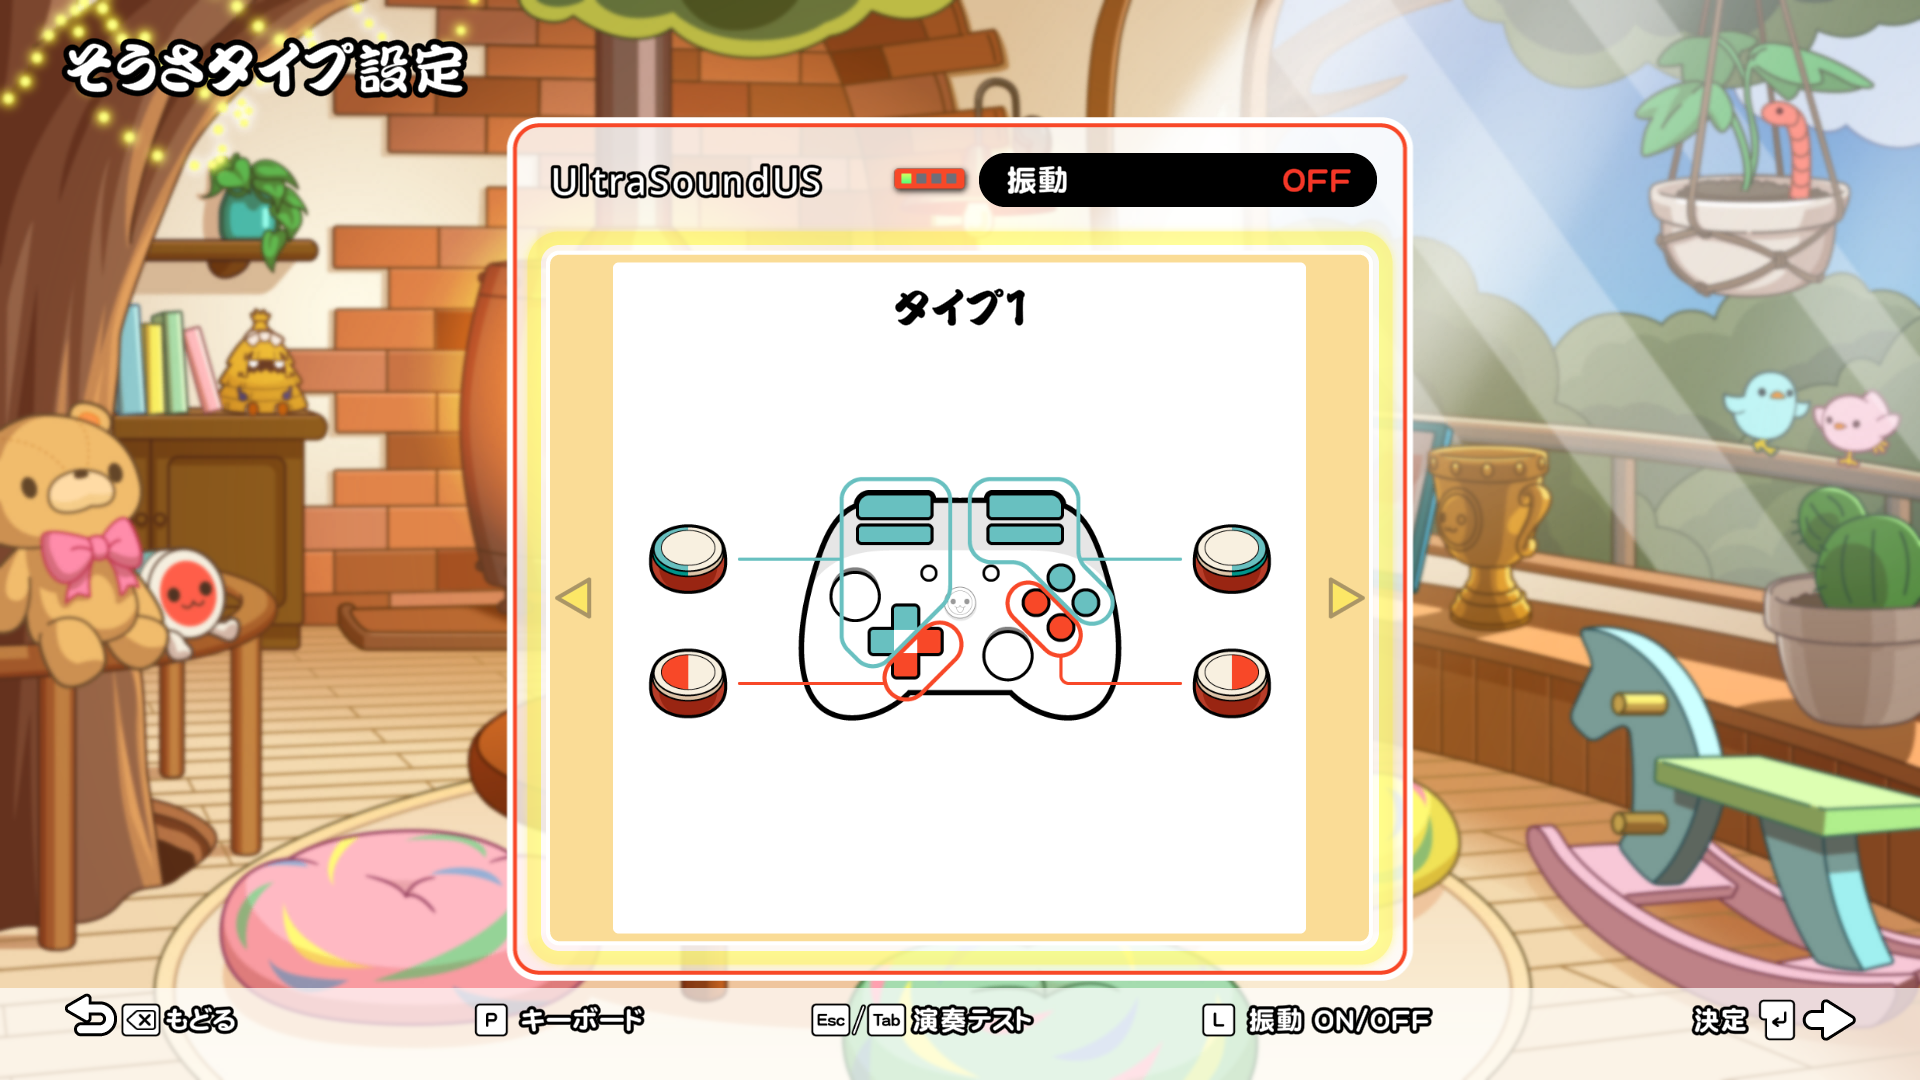 そうさタイプ設定
UltraSoundUS
振動 OFF
タイプ1
もどる
P キーボード
Esc/Tab 演奏テスト
L 振動 ON/OFF
決定